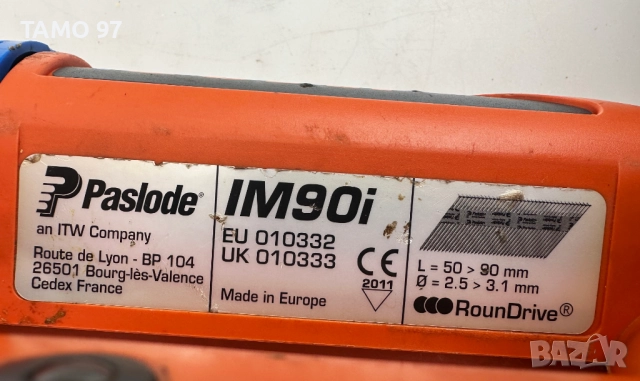 TAMO 97
Paslode®
an ITW Company
Route de Lyon - BP 104
26501 Bourg-lès-Valence
Cedex France
IM90i
EU 010332
UK 010333
CE
2011
Made in Europe
L = 50 > 90 mm
Ø = 2.5 > 3.1 mm
RounDrive®
BAZAR